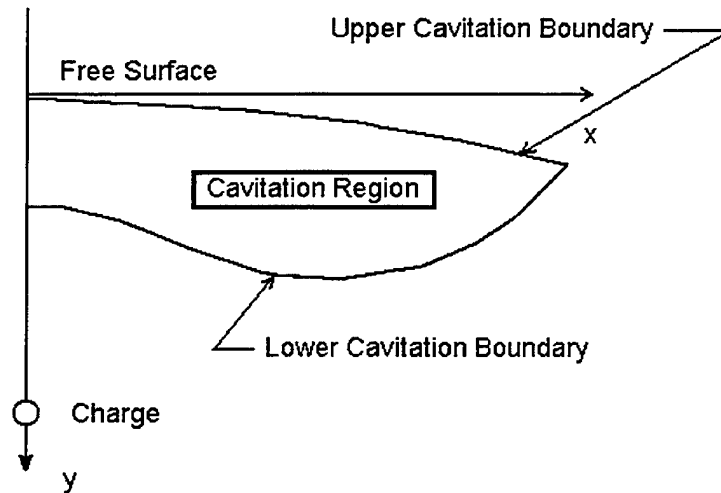 Upper Cavitation Boundary
Free Surface
x
Cavitation Region
Lower Cavitation Boundary
Charge
y